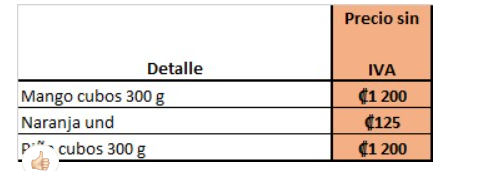 Precio sin
Detalle IVA
Mango cubos 300 g ₡1 200
Naranja und ₡125
cubos 300 g ₡1 200